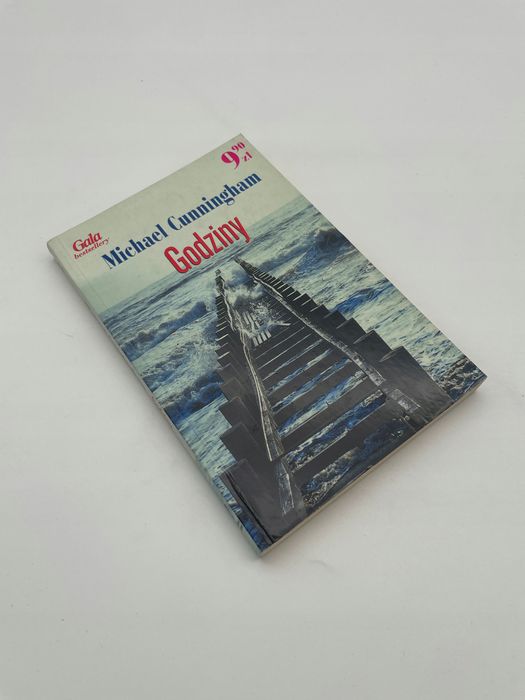 9 90 zł
Gala
bestsellery
Michael Cunningham
Godziny